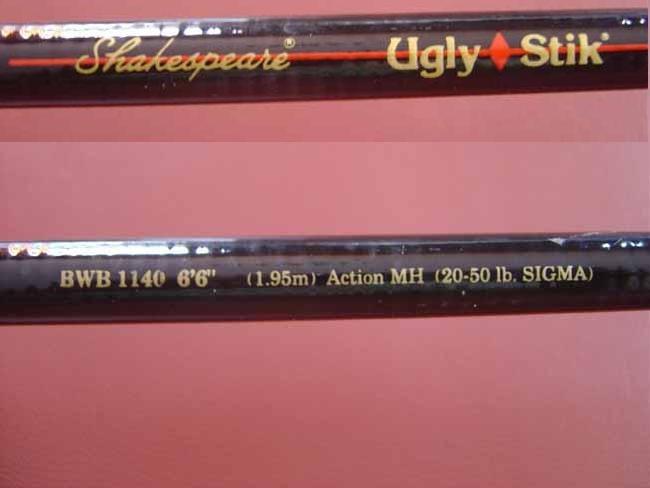 Shakespeare® Ugly Stik®
BWB 1140 6'6" (1.95m) Action MH (20-50 lb. SIGMA)